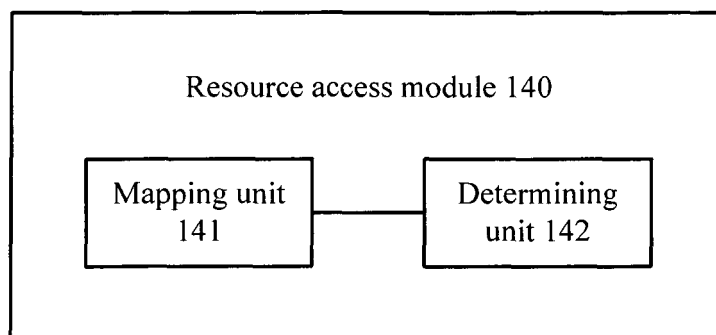 Resource access module 140
Mapping unit
141
Determining
unit 142